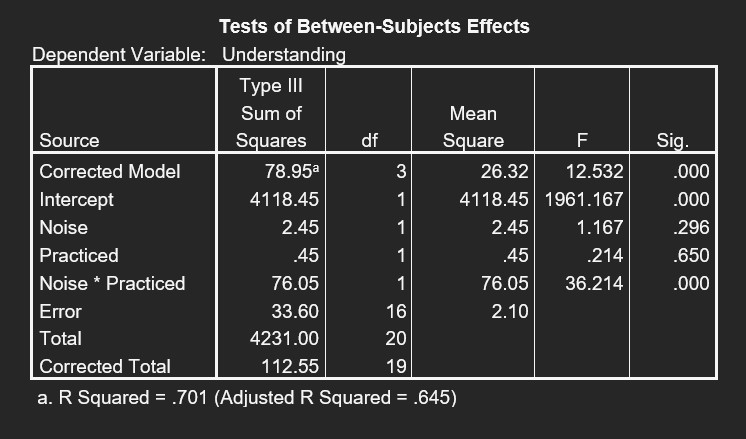 Tests of Between-Subjects Effects
Dependent Variable: Understanding
Source Type III Sum of Squares df Mean Square F Sig.
Corrected Model 78.95a 3 26.32 12.532 .000
Intercept 4118.45 1 4118.45 1961.167 .000
Noise 2.45 1 2.45 1.167 .296
Practiced .45 1 .45 .214 .650
Noise * Practiced 76.05 1 76.05 36.214 .000
Error 33.60 16 2.10
Total 4231.00 20
Corrected Total 112.55 19
a. R Squared = .701 (Adjusted R Squared = .645)